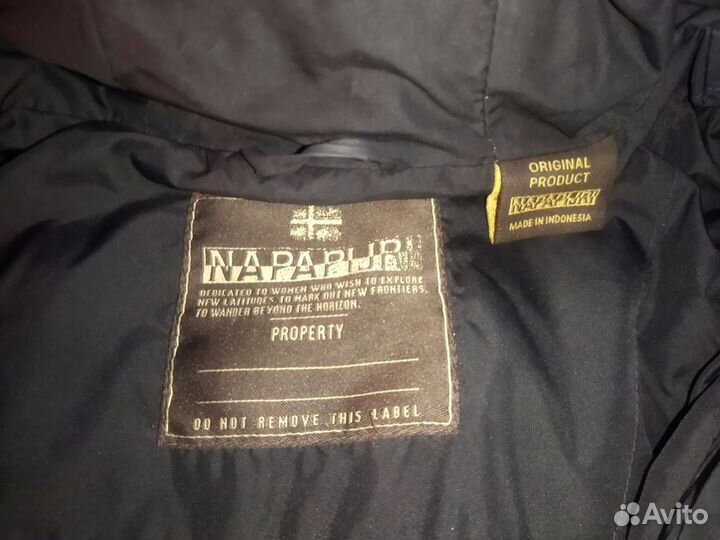 NAPAPIJRI
DEDICATED TO WOMEN WHO WISH TO EXPLORE
NEW LATITUDES, TO MARK OUT NEW FRONTIERS,
TO WANDER BEYOND THE HORIZON.
PROPERTY
DO NOT REMOVE THIS LABEL
ORIGINAL
PRODUCT
NAPAPIJRI
MADE IN INDONESIA
Avito